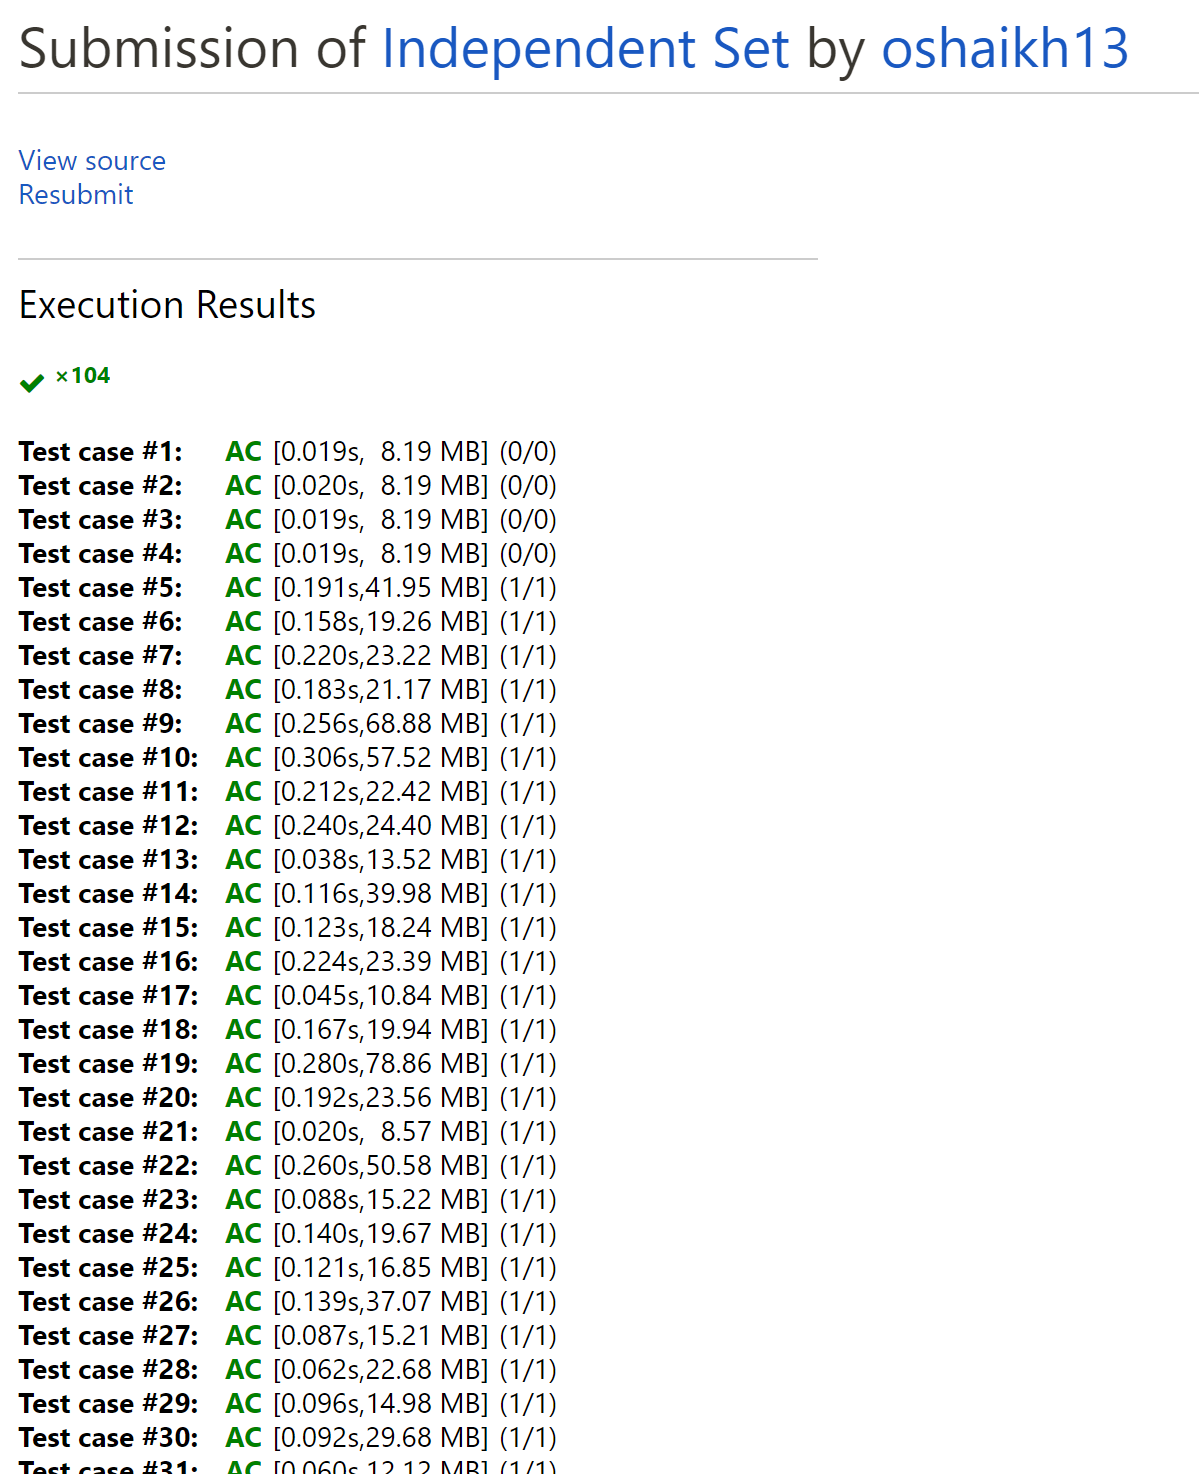 Submission of Independent Set by oshaikh13
View source
Resubmit
Execution Results
×104
Test case #1: AC [0.019s, 8.19 MB] (0/0)
Test case #2: AC [0.020s, 8.19 MB] (0/0)
Test case #3: AC [0.019s, 8.19 MB] (0/0)
Test case #4: AC [0.019s, 8.19 MB] (0/0)
Test case #5: AC [0.191s,41.95 MB] (1/1)
Test case #6: AC [0.158s,19.26 MB] (1/1)
Test case #7: AC [0.220s,23.22 MB] (1/1)
Test case #8: AC [0.183s,21.17 MB] (1/1)
Test case #9: AC [0.256s,68.88 MB] (1/1)
Test case #10: AC [0.306s,57.52 MB] (1/1)
Test case #11: AC [0.212s,22.42 MB] (1/1)
Test case #12: AC [0.240s,24.40 MB] (1/1)
Test case #13: AC [0.038s,13.52 MB] (1/1)
Test case #14: AC [0.116s,39.98 MB] (1/1)
Test case #15: AC [0.123s,18.24 MB] (1/1)
Test case #16: AC [0.224s,23.39 MB] (1/1)
Test case #17: AC [0.045s,10.84 MB] (1/1)
Test case #18: AC [0.167s,19.94 MB] (1/1)
Test case #19: AC [0.280s,78.86 MB] (1/1)
Test case #20: AC [0.192s,23.56 MB] (1/1)
Test case #21: AC [0.020s, 8.57 MB] (1/1)
Test case #22: AC [0.260s,50.58 MB] (1/1)
Test case #23: AC [0.088s,15.22 MB] (1/1)
Test case #24: AC [0.140s,19.67 MB] (1/1)
Test case #25: AC [0.121s,16.85 MB] (1/1)
Test case #26: AC [0.139s,37.07 MB] (1/1)
Test case #27: AC [0.087s,15.21 MB] (1/1)
Test case #28: AC [0.062s,22.68 MB] (1/1)
Test case #29: AC [0.096s,14.98 MB] (1/1)
Test case #30: AC [0.092s,29.68 MB] (1/1)
Test case #31: AC [0.060s,12.12 MB] (1/1)